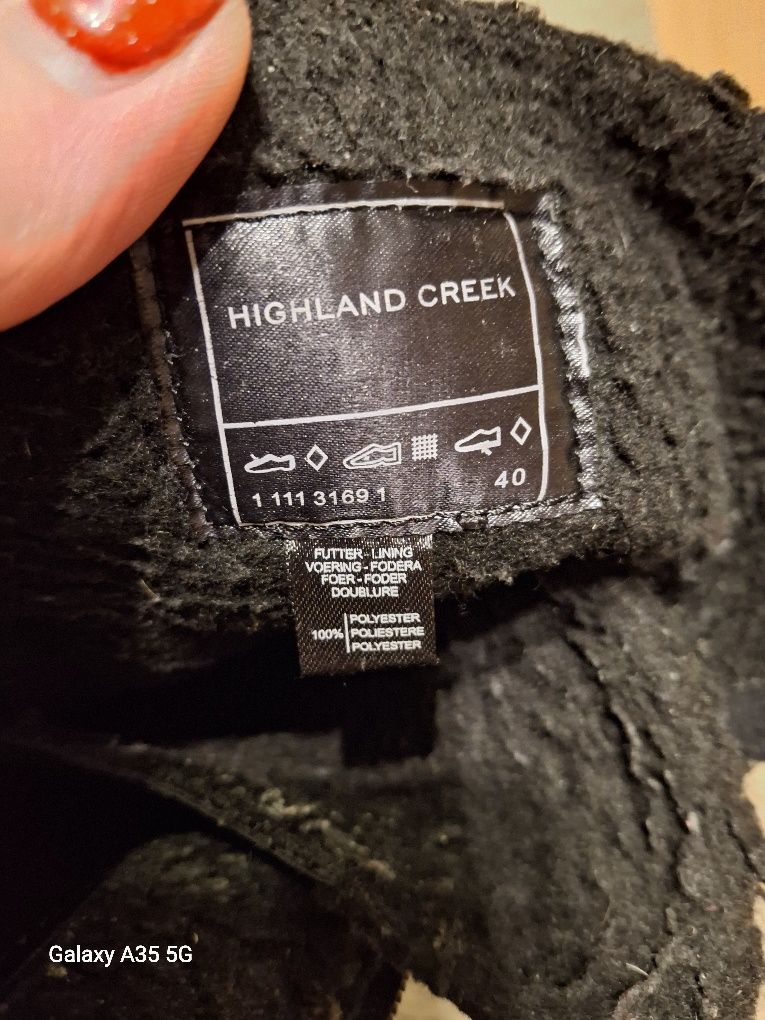 HIGHLAND CREEK
1 111 3169 1
40
FUTTER - LINING
VOERING - FODERA
FOER - FODER
DOUBLURE
100%
POLYESTER
POLIESTERE
POLYESTER
Galaxy A35 5G